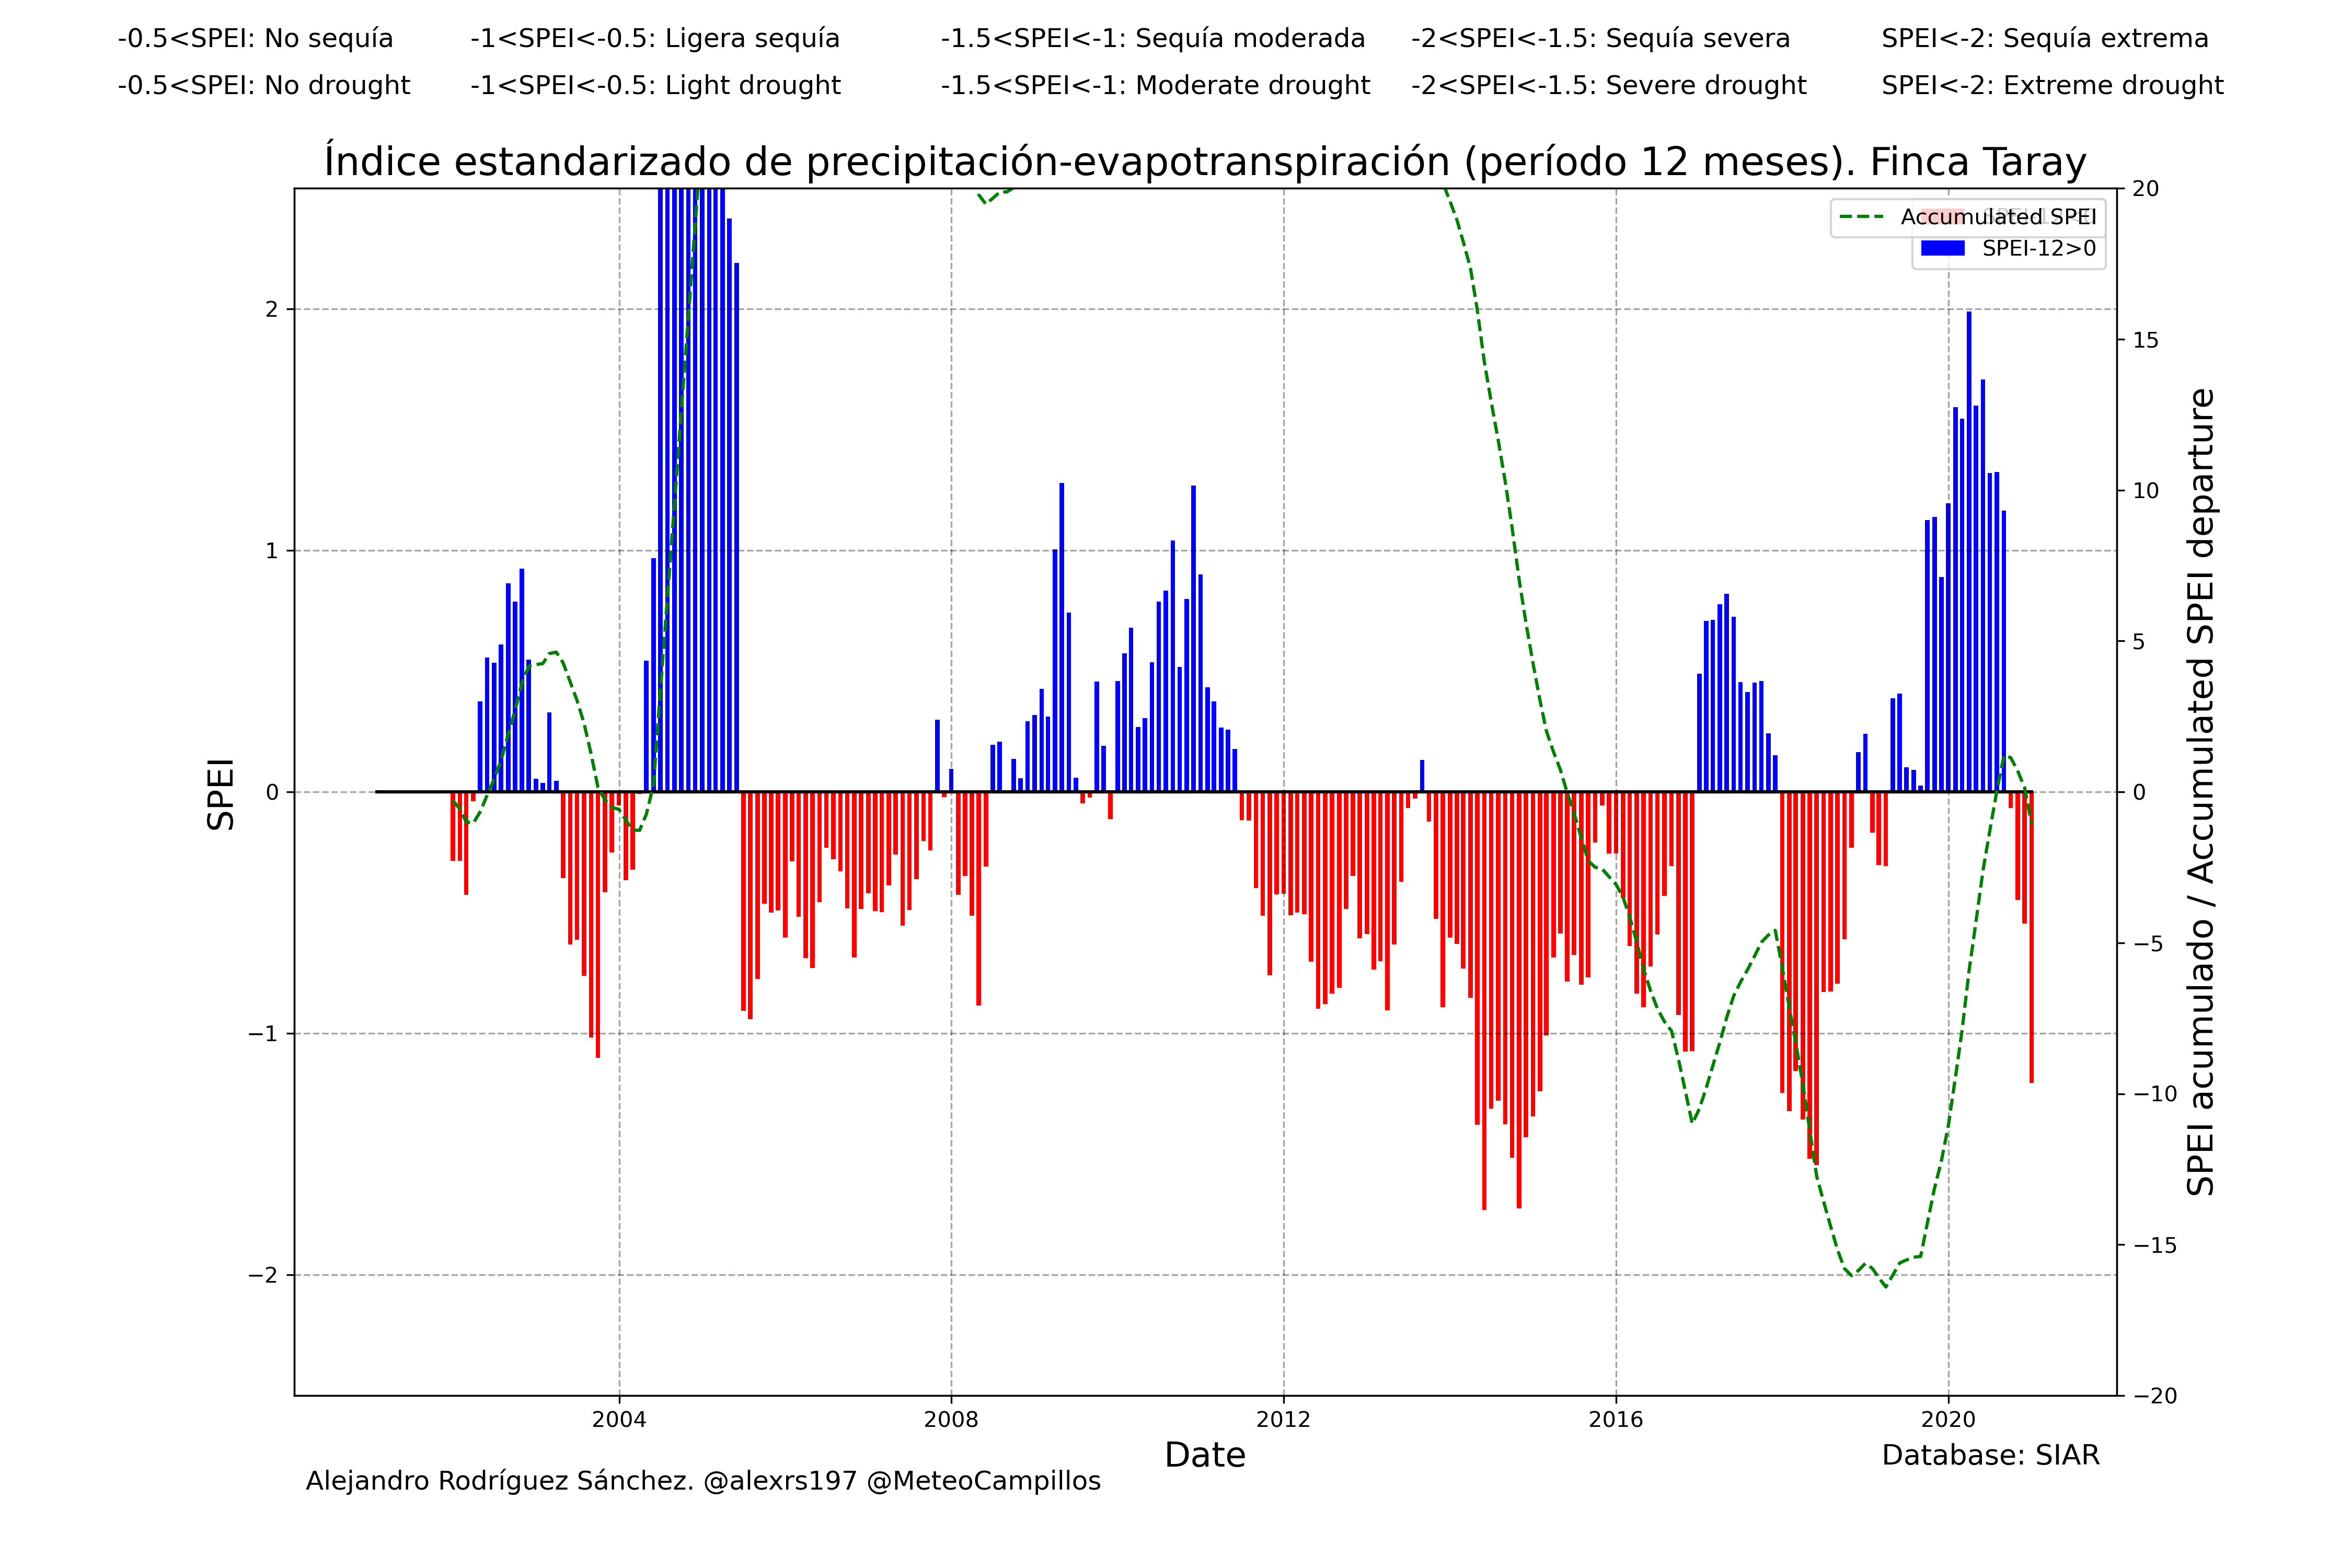 -0.5<SPEI: No sequía -1<SPEI<-0.5: Ligera sequía -1.5<SPEI<-1: Sequía moderada -2<SPEI<-1.5: Sequía severa SPEI<-2: Sequía extrema
-0.5<SPEI: No drought -1<SPEI<-0.5: Light drought -1.5<SPEI<-1: Moderate drought -2<SPEI<-1.5: Severe drought SPEI<-2: Extreme drought
Índice estandarizado de precipitación-evapotranspiración (período 12 meses). Finca Taray
Accumulated SPEI
SPEI-12>0
SPEI
2
1
0
−1
−2
20
15
10
5
0
−5
−10
−15
−20
SPEI acumulado / Accumulated SPEI departure
2004 2008 2012 2016 2020
Date
Database: SIAR
Alejandro Rodríguez Sánchez. @alexrs197 @MeteoCampillos